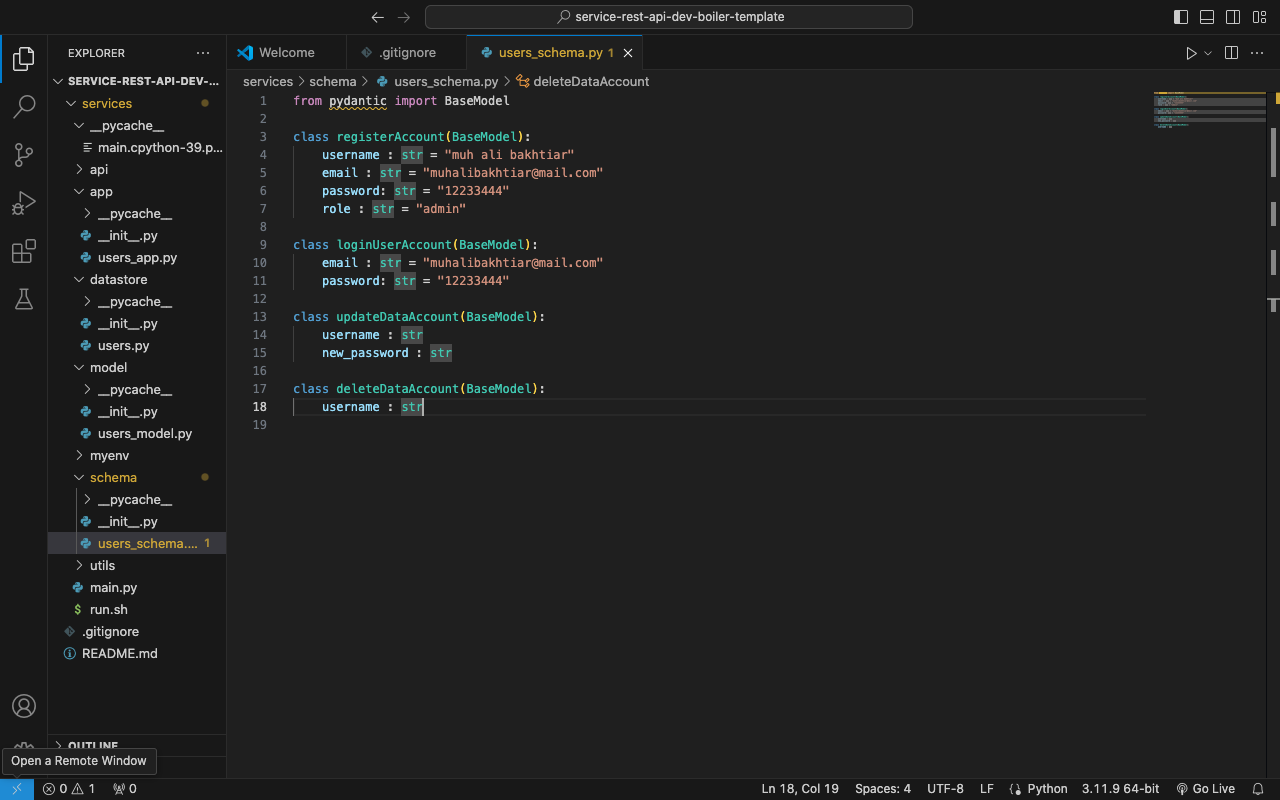 service-rest-api-dev-boiler-template
EXPLORER
SERVICE-REST-API-DEV-...
services
__pycache__
main.cpython-39.p...
api
app
__pycache__
__init__.py
users_app.py
datastore
__pycache__
__init__.py
users.py
model
__pycache__
__init__.py
users_model.py
myenv
schema
__pycache__
__init__.py
users_schema.... 1
utils
main.py
$ run.sh
.gitignore
README.md
OUTLINE
Open a Remote Window
Welcome
.gitignore
users_schema.py 1
services > schema > users_schema.py > deleteDataAccount
1 from pydantic import BaseModel
2
3 class registerAccount(BaseModel):
4 username : str = "muh ali bakhtiar"
5 email : str = "muhalibakhtiar@mail.com"
6 password: str = "12233444"
7 role : str = "admin"
8
9 class loginUserAccount(BaseModel):
10 email : str = "muhalibakhtiar@mail.com"
11 password: str = "12233444"
12
13 class updateDataAccount(BaseModel):
14 username : str
15 new_password : str
16
17 class deleteDataAccount(BaseModel):
18 username : str
19
0 1 0
Ln 18, Col 19 Spaces: 4 UTF-8 LF Python 3.11.9 64-bit Go Live